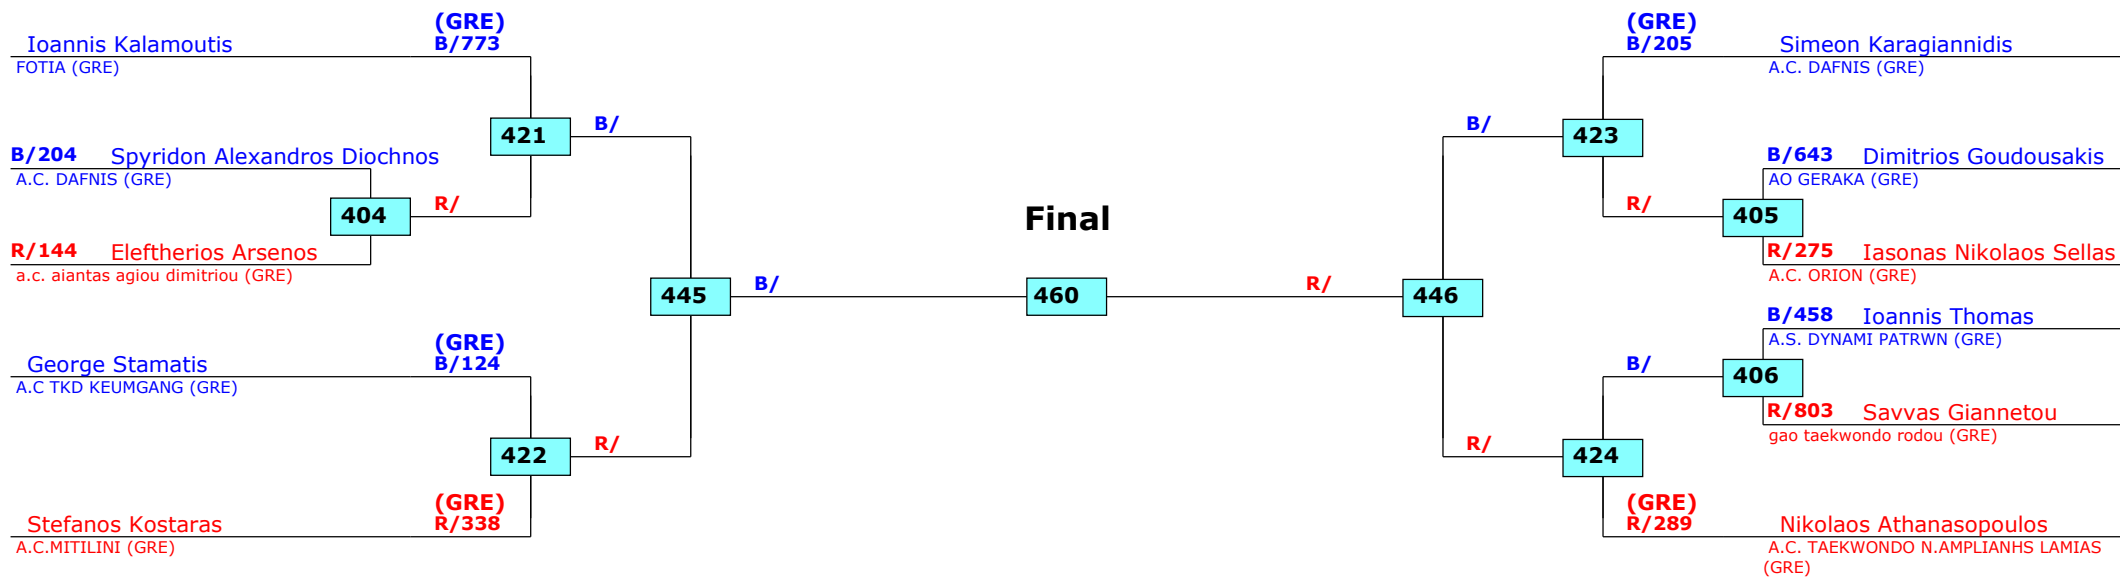 (GRE)
Ioannis Kalamoutis B/773
FOTIA (GRE)
421
B/
B/204 Spyridon Alexandros Diochnos
A.C. DAFNIS (GRE)
404
R/
R/144 Eleftherios Arsenos
a.c. aiantas agiou dimitriou (GRE)
445
B/
(GRE)
George Stamatis B/124
A.C TKD KEUMGANG (GRE)
422
R/
(GRE)
Stefanos Kostaras R/338
A.C.MITILINI (GRE)
Final
460
(GRE)
B/205 Simeon Karagiannidis
A.C. DAFNIS (GRE)
B/
423
B/643 Dimitrios Goudousakis
AO GERAKA (GRE)
R/
405
R/275 Iasonas Nikolaos Sellas
A.C. ORION (GRE)
R/
446
B/458 Ioannis Thomas
A.S. DYNAMI PATRWN (GRE)
B/
406
R/803 Savvas Giannetou
gao taekwondo rodou (GRE)
R/
424
(GRE)
R/289 Nikolaos Athanasopoulos
A.C. TAEKWONDO N.AMPLIANHS LAMIAS
(GRE)